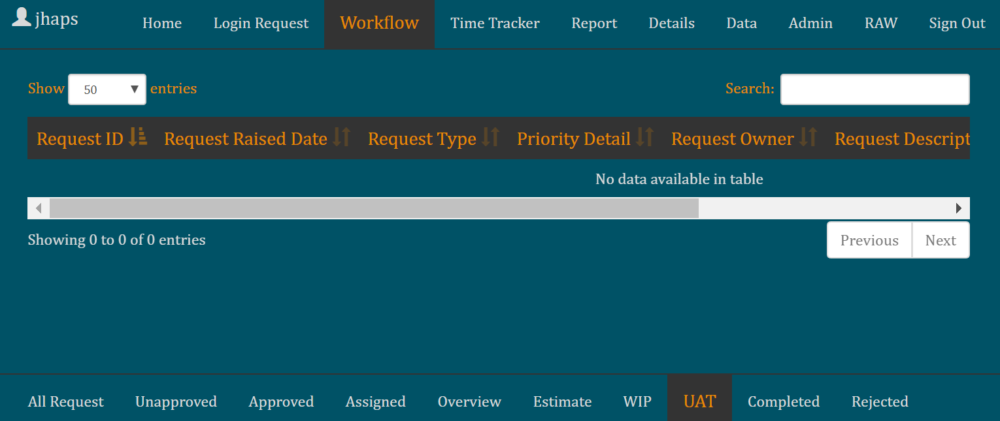 jhaps Home Login Request Workflow Time Tracker Report Details Data Admin RAW Sign Out
Show 50 entries Search:
Request ID Request Raised Date Request Type Priority Detail Request Owner Request Descript
No data available in table
Showing 0 to 0 of 0 entries Previous Next
All Request Unapproved Approved Assigned Overview Estimate WIP UAT Completed Rejected